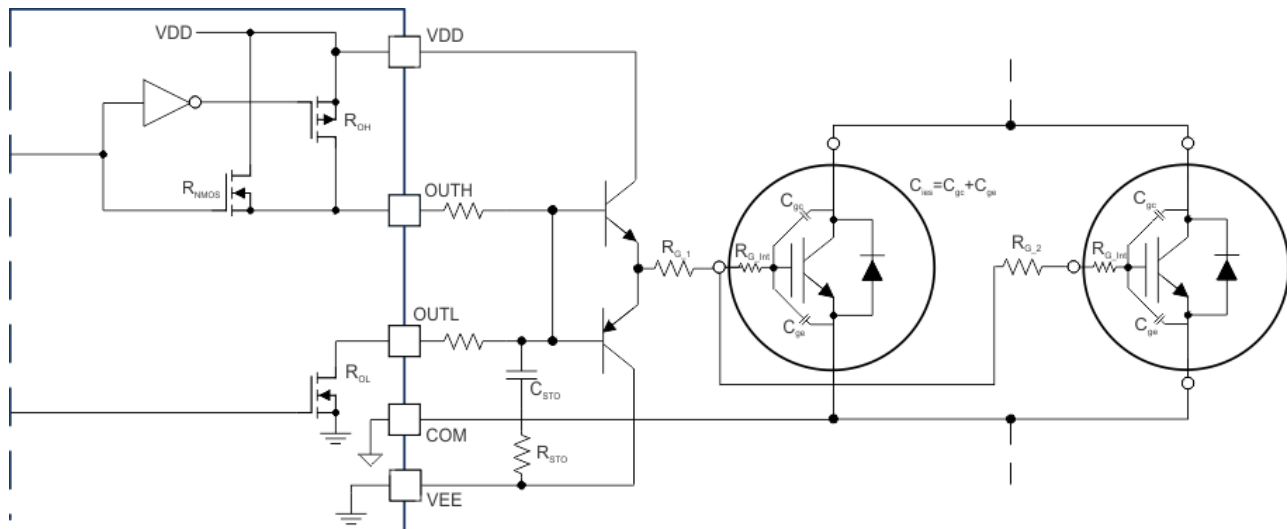 VDD
VDD
R_OH
R_NMOS
OUTH
C_ies=C_gc+C_ge
C_gc
C_gc
R_G_1
R_G_Int
R_G_2
R_G_Int
OUTL
C_ge
C_ge
R_OL
C_STO
COM
R_STO
VEE